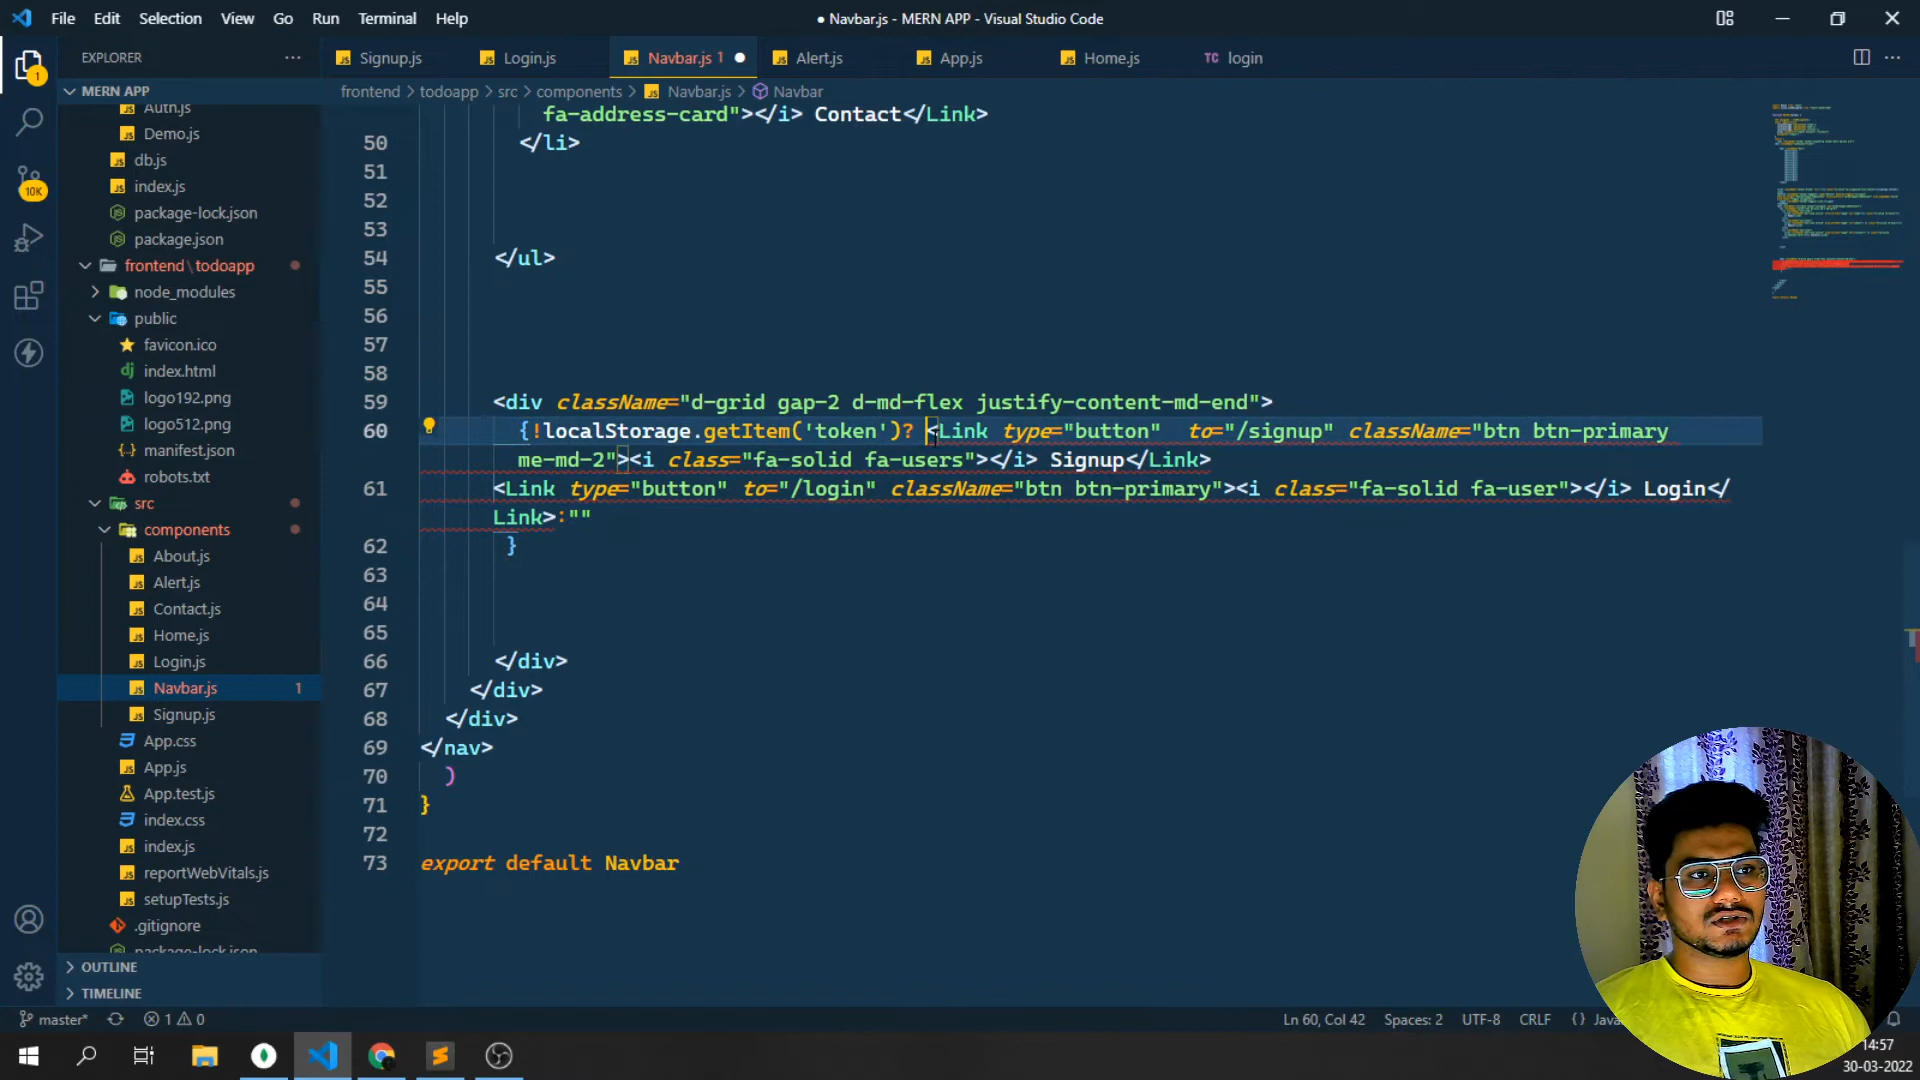 File Edit Selection View Go Run Terminal Help
● Navbar.js - MERN APP - Visual Studio Code
EXPLORER
Signup.js Login.js Navbar.js 1 Alert.js App.js Home.js TC login
1
MERN APP
frontend > todoapp > src > components > Navbar.js > Navbar
Auth.js
Demo.js
db.js
index.js
package-lock.json
package.json
frontend \ todoapp
node_modules
public
favicon.ico
index.html
logo192.png
logo512.png
manifest.json
robots.txt
src
components
About.js
Alert.js
Contact.js
Home.js
Login.js
Navbar.js 1
Signup.js
App.css
App.js
App.test.js
index.css
index.js
reportWebVitals.js
setupTests.js
.gitignore
package-lock.json
OUTLINE
TIMELINE
10K
fa-address-card"></i> Contact</Link>
50 </li>
51
52
53
54 </ul>
55
56
57
58
59 <div className="d-grid gap-2 d-md-flex justify-content-md-end">
60 {!localStorage.getItem('token')? <Link type="button"  to="/signup" className="btn btn-primary
me-md-2"><i class="fa-solid fa-users"></i> Signup</Link>
61 <Link type="button" to="/login" className="btn btn-primary"><i class="fa-solid fa-user"></i> Login</
Link>:""
62 }
63
64
65
66 </div>
67 </div>
68 </div>
69 </nav>
70 )
71 }
72
73 export default Navbar
master* 1 0
Ln 60, Col 42 Spaces: 2 UTF-8 CRLF {}
14:57
30-03-2022